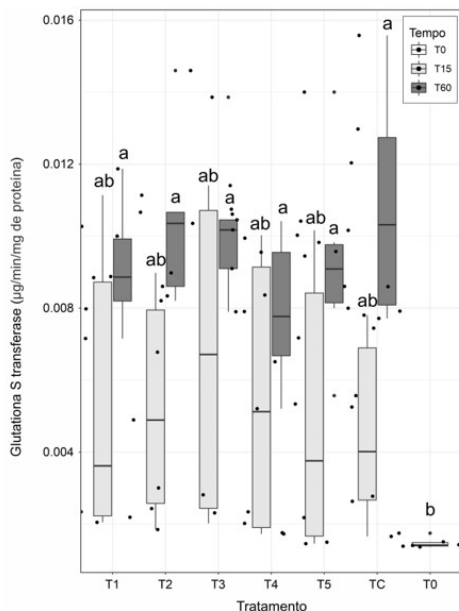 0.016
0.012
0.008
0.004
Glutationa S transferase (µg/min/mg de proteína)
Tempo
T0
T15
T60
ab
a
ab
a
ab
a
ab
a
ab
a
ab
a
b
T1
T2
T3
T4
T5
TC
T0
Tratamento